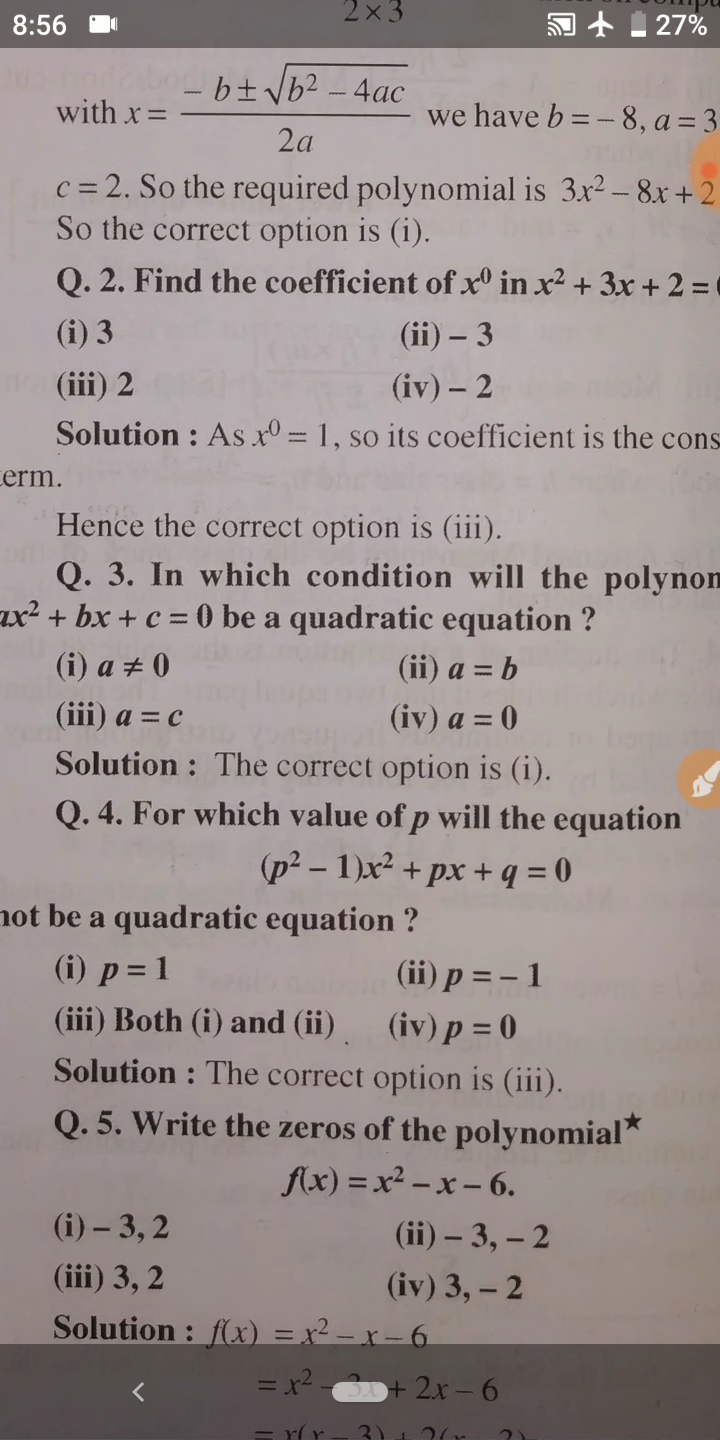 2 × 3
8:56
27%
with x = − b ± √b² − 4ac / 2a we have b = − 8, a = 3
c = 2. So the required polynomial is 3x² − 8x + 2
So the correct option is (i).
Q. 2. Find the coefficient of x⁰ in x² + 3x + 2 =
(i) 3 (ii) − 3
(iii) 2 (iv) − 2
Solution : As x⁰ = 1, so its coefficient is the cons
erm.
Hence the correct option is (iii).
Q. 3. In which condition will the polynon
ax² + bx + c = 0 be a quadratic equation ?
(i) a ≠ 0 (ii) a = b
(iii) a = c (iv) a = 0
Solution : The correct option is (i).
Q. 4. For which value of p will the equation
(p² − 1)x² + px + q = 0
not be a quadratic equation ?
(i) p = 1 (ii) p = − 1
(iii) Both (i) and (ii) (iv) p = 0
Solution : The correct option is (iii).
Q. 5. Write the zeros of the polynomial★
f(x) = x² − x − 6.
(i) − 3, 2 (ii) − 3, − 2
(iii) 3, 2 (iv) 3, − 2
Solution : f(x) = x² − x − 6
= x² − 3x + 2x − 6
= x(x − 3) + 2(x − 3)